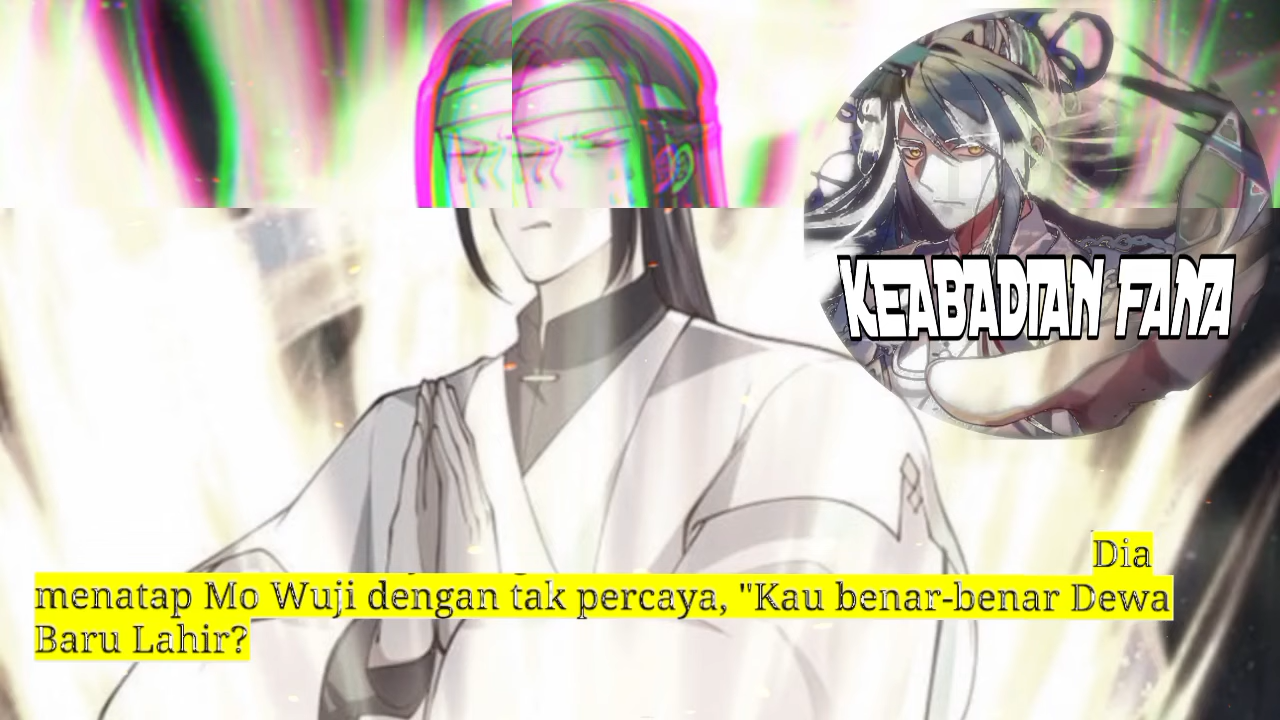 KEABADIAN FANA
Dia
menatap Mo Wuji dengan tak percaya, "Kau benar-benar Dewa
Baru Lahir?